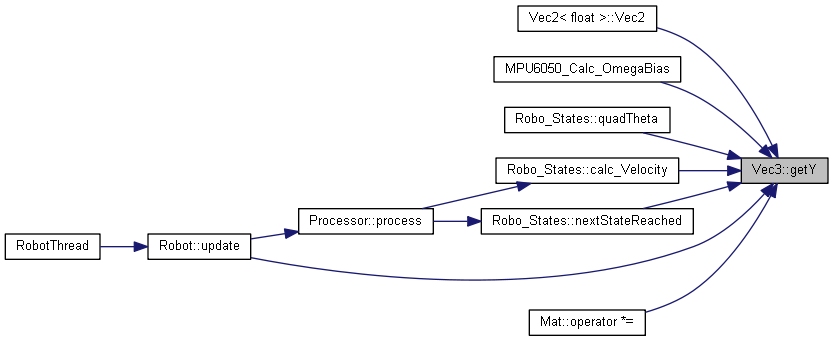 Vec2< float >::Vec2
MPU6050_Calc_OmegaBias
Robo_States::quadTheta
Robo_States::calc_Velocity
Vec3::getY
Processor::process
Robo_States::nextStateReached
RobotThread
Robot::update
Mat::operator *=